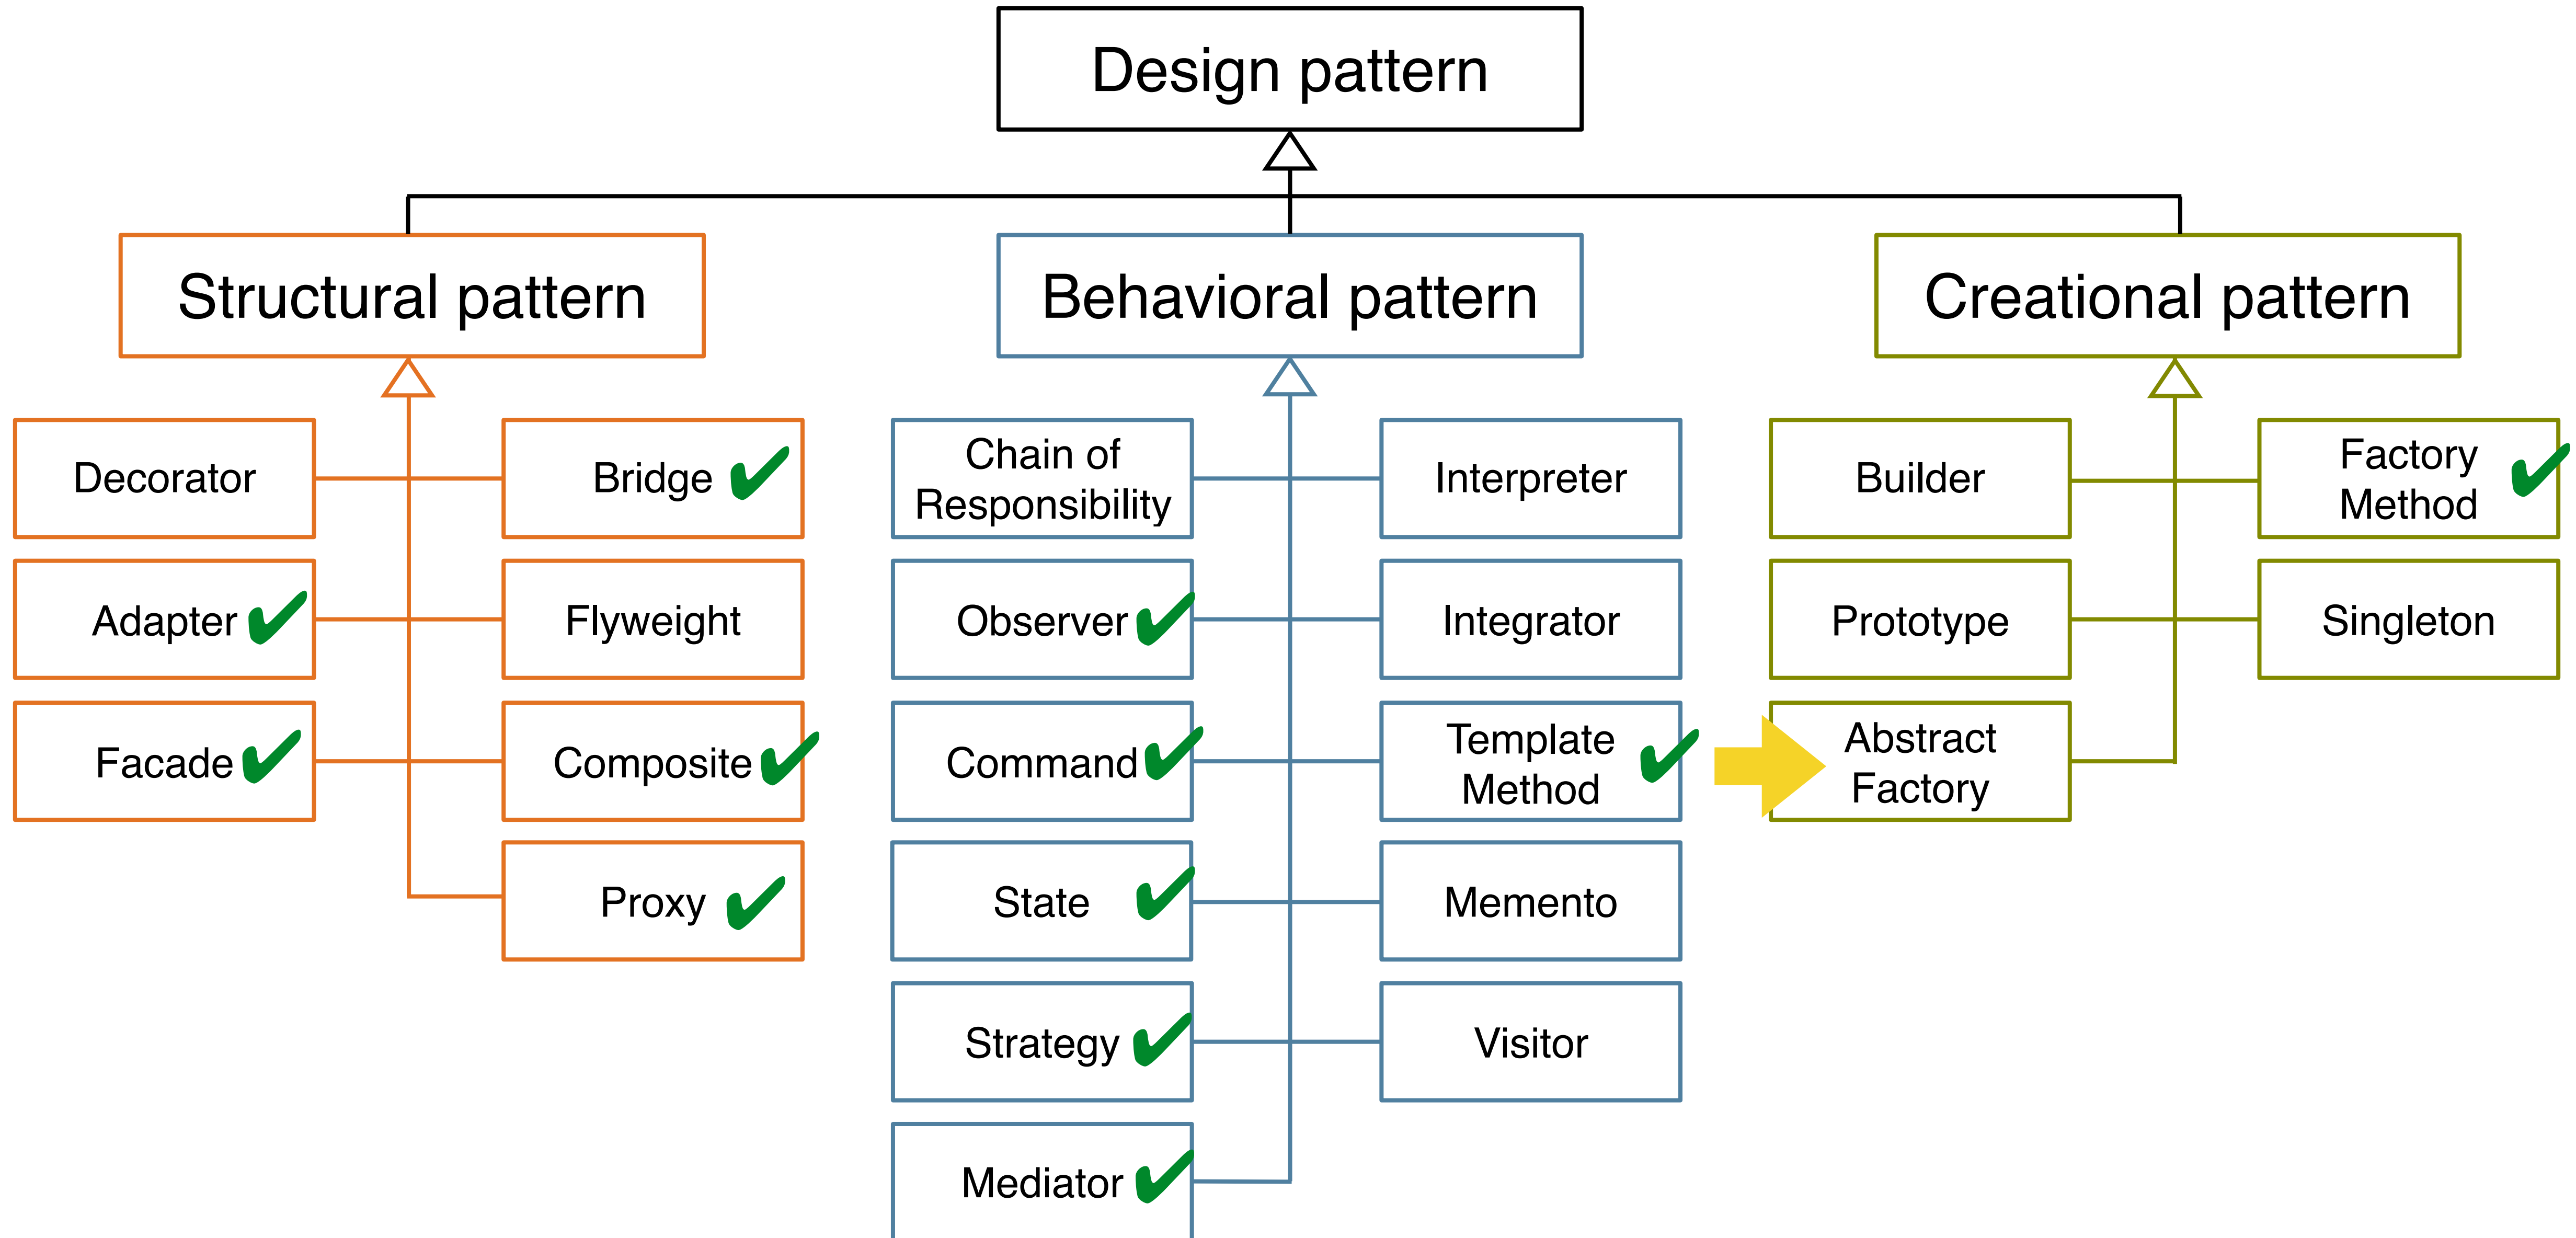 Design pattern
Structural pattern
Behavioral pattern
Creational pattern
Decorator
Bridge
Adapter
Flyweight
Facade
Composite
Proxy
Chain of
Responsibility
Interpreter
Observer
Integrator
Command
Template
Method
State
Memento
Strategy
Visitor
Mediator
Builder
Factory
Method
Prototype
Singleton
Abstract
Factory